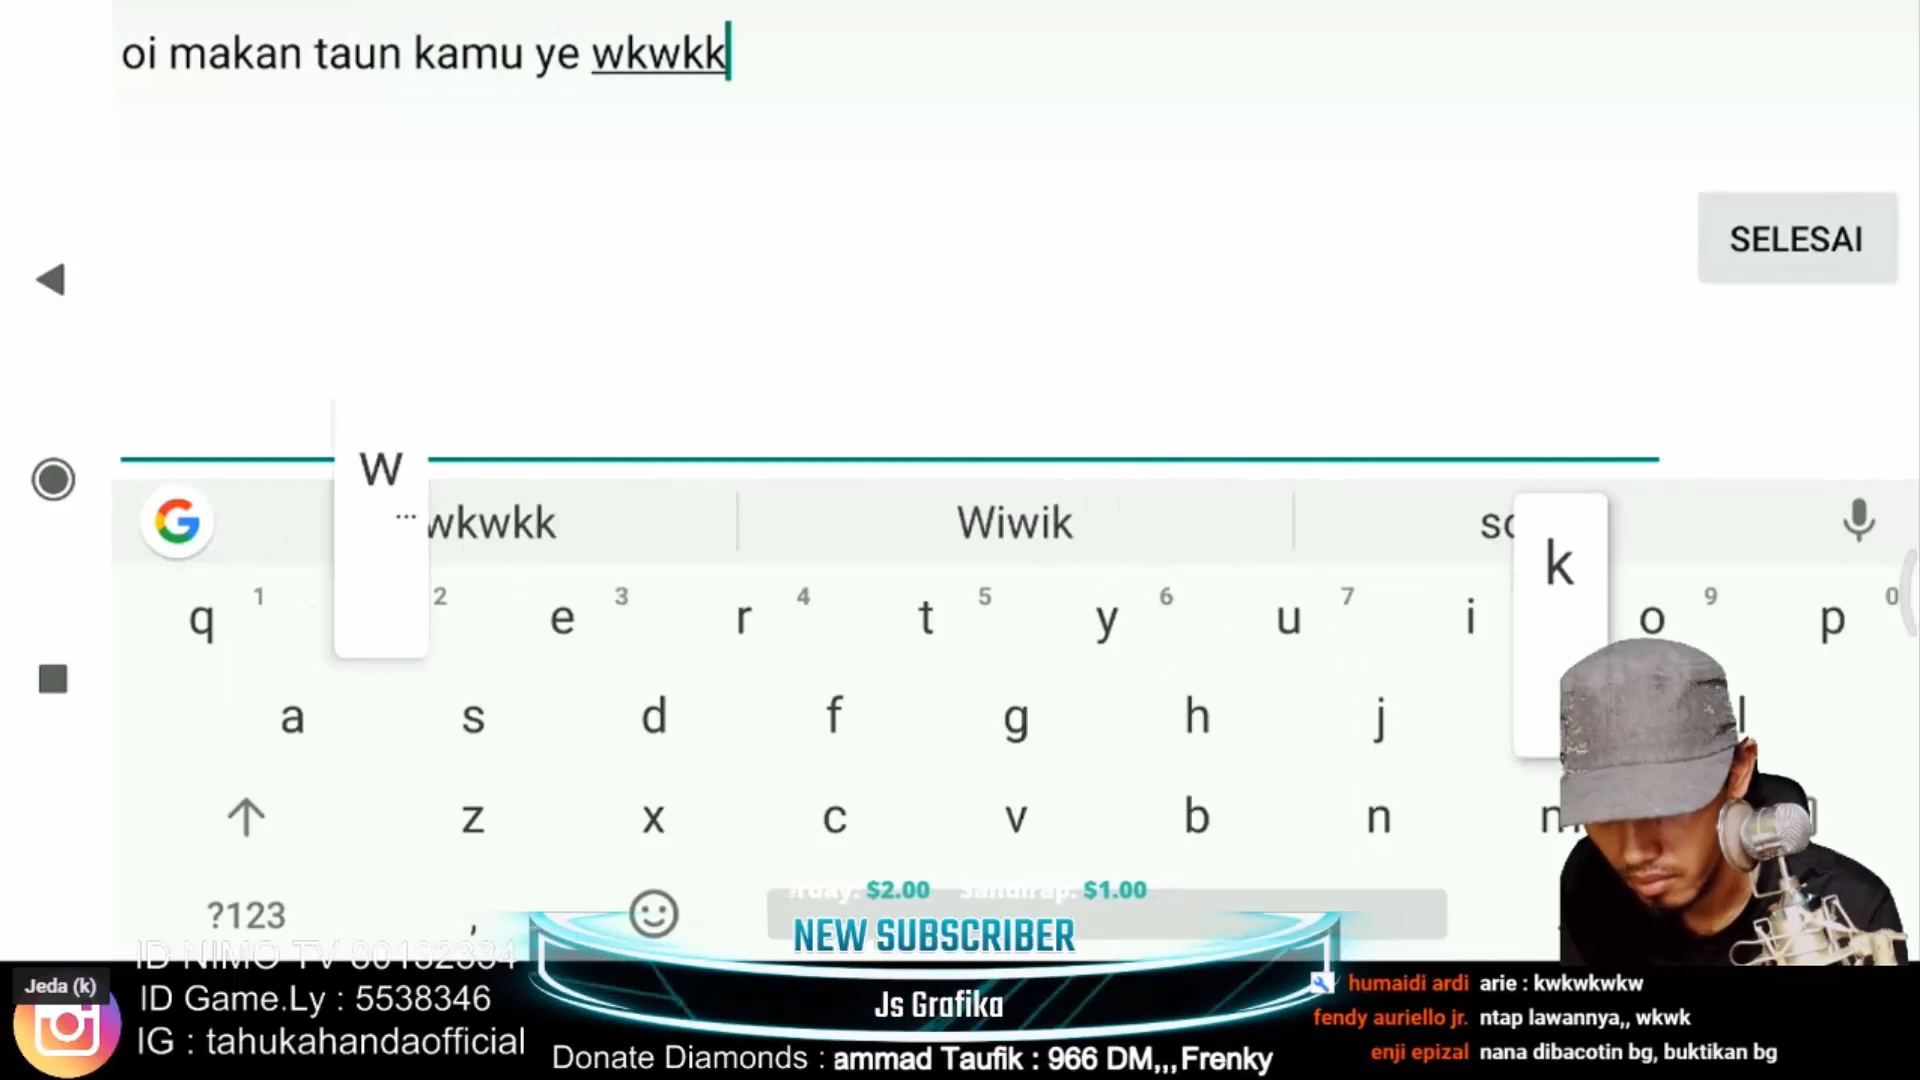 oi makan taun kamu ye wkwkk
SELESAI
w
...
wkwkk Wiwik
k
q 1 2 e 3 r 4 t 5 y 6 u 7 i o 9 p 0
a s d f g h j l
z x c v b n
?123 ,
$2.00 $1.00
NEW SUBSCRIBER
Js Grafika
Jeda (k)
ID Game.Ly : 5538346
IG : tahukahandaofficial
Donate Diamonds : ammad Taufik : 966 DM,,,Frenky
humaidi ardi arie : kwkwkwkw
fendy auriello jr. ntap lawannya,, wkwk
enji epizal nana dibacotin bg, buktikan bg